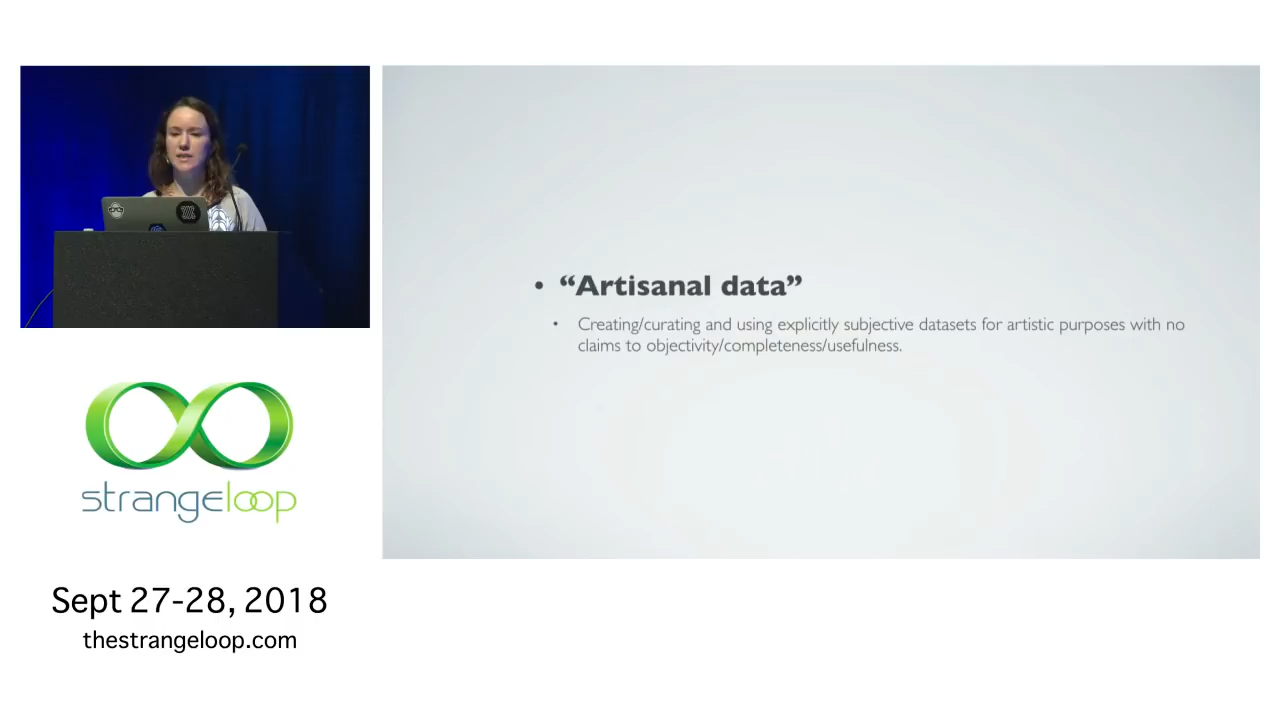 • “Artisanal data”
• Creating/curating and using explicitly subjective datasets for artistic purposes with no
claims to objectivity/completeness/usefulness.
strangeloop
Sept 27-28, 2018
thestrangeloop.com